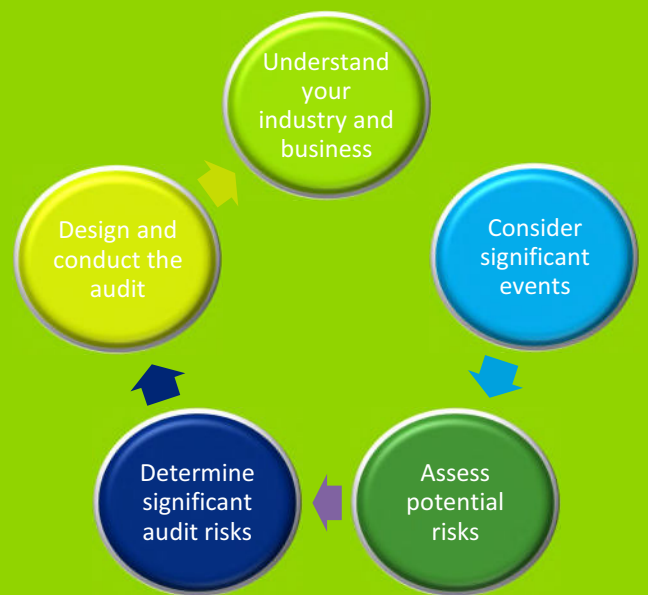 Understand
your
industry and
business
Consider
significant
events
Assess
potential
risks
Determine
significant
audit risks
Design and
conduct the
audit